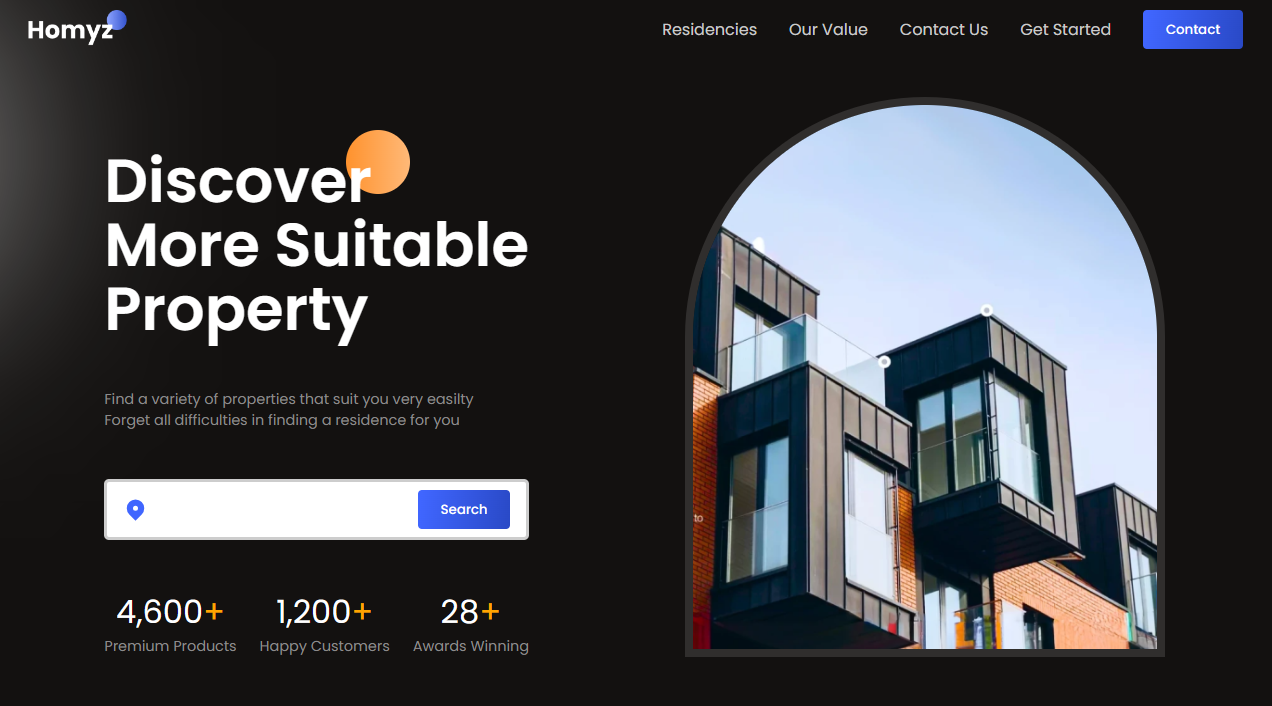 Homyz
Residencies
Our Value
Contact Us
Get Started
Contact
Discover
More Suitable
Property
Find a variety of properties that suit you very easilty
Forget all difficulties in finding a residence for you
Search
4,600+
1,200+
28+
Premium Products
Happy Customers
Awards Winning
to